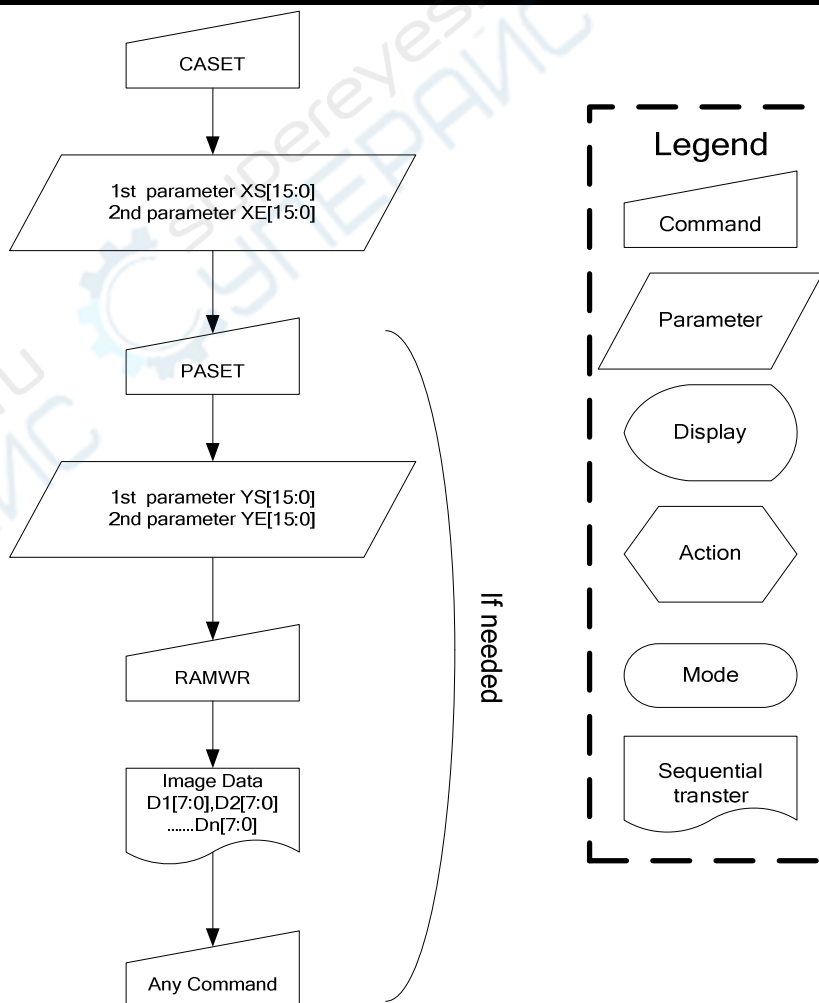 CASET
1st parameter XS[15:0]
2nd parameter XE[15:0]
PASET
1st parameter YS[15:0]
2nd parameter YE[15:0]
RAMWR
Image Data
D1[7:0],D2[7:0]
.......Dn[7:0]
Any Command
If needed
Legend
Command
Parameter
Display
Action
Mode
Sequential
transter
supereyes
СУПЕРАЙС